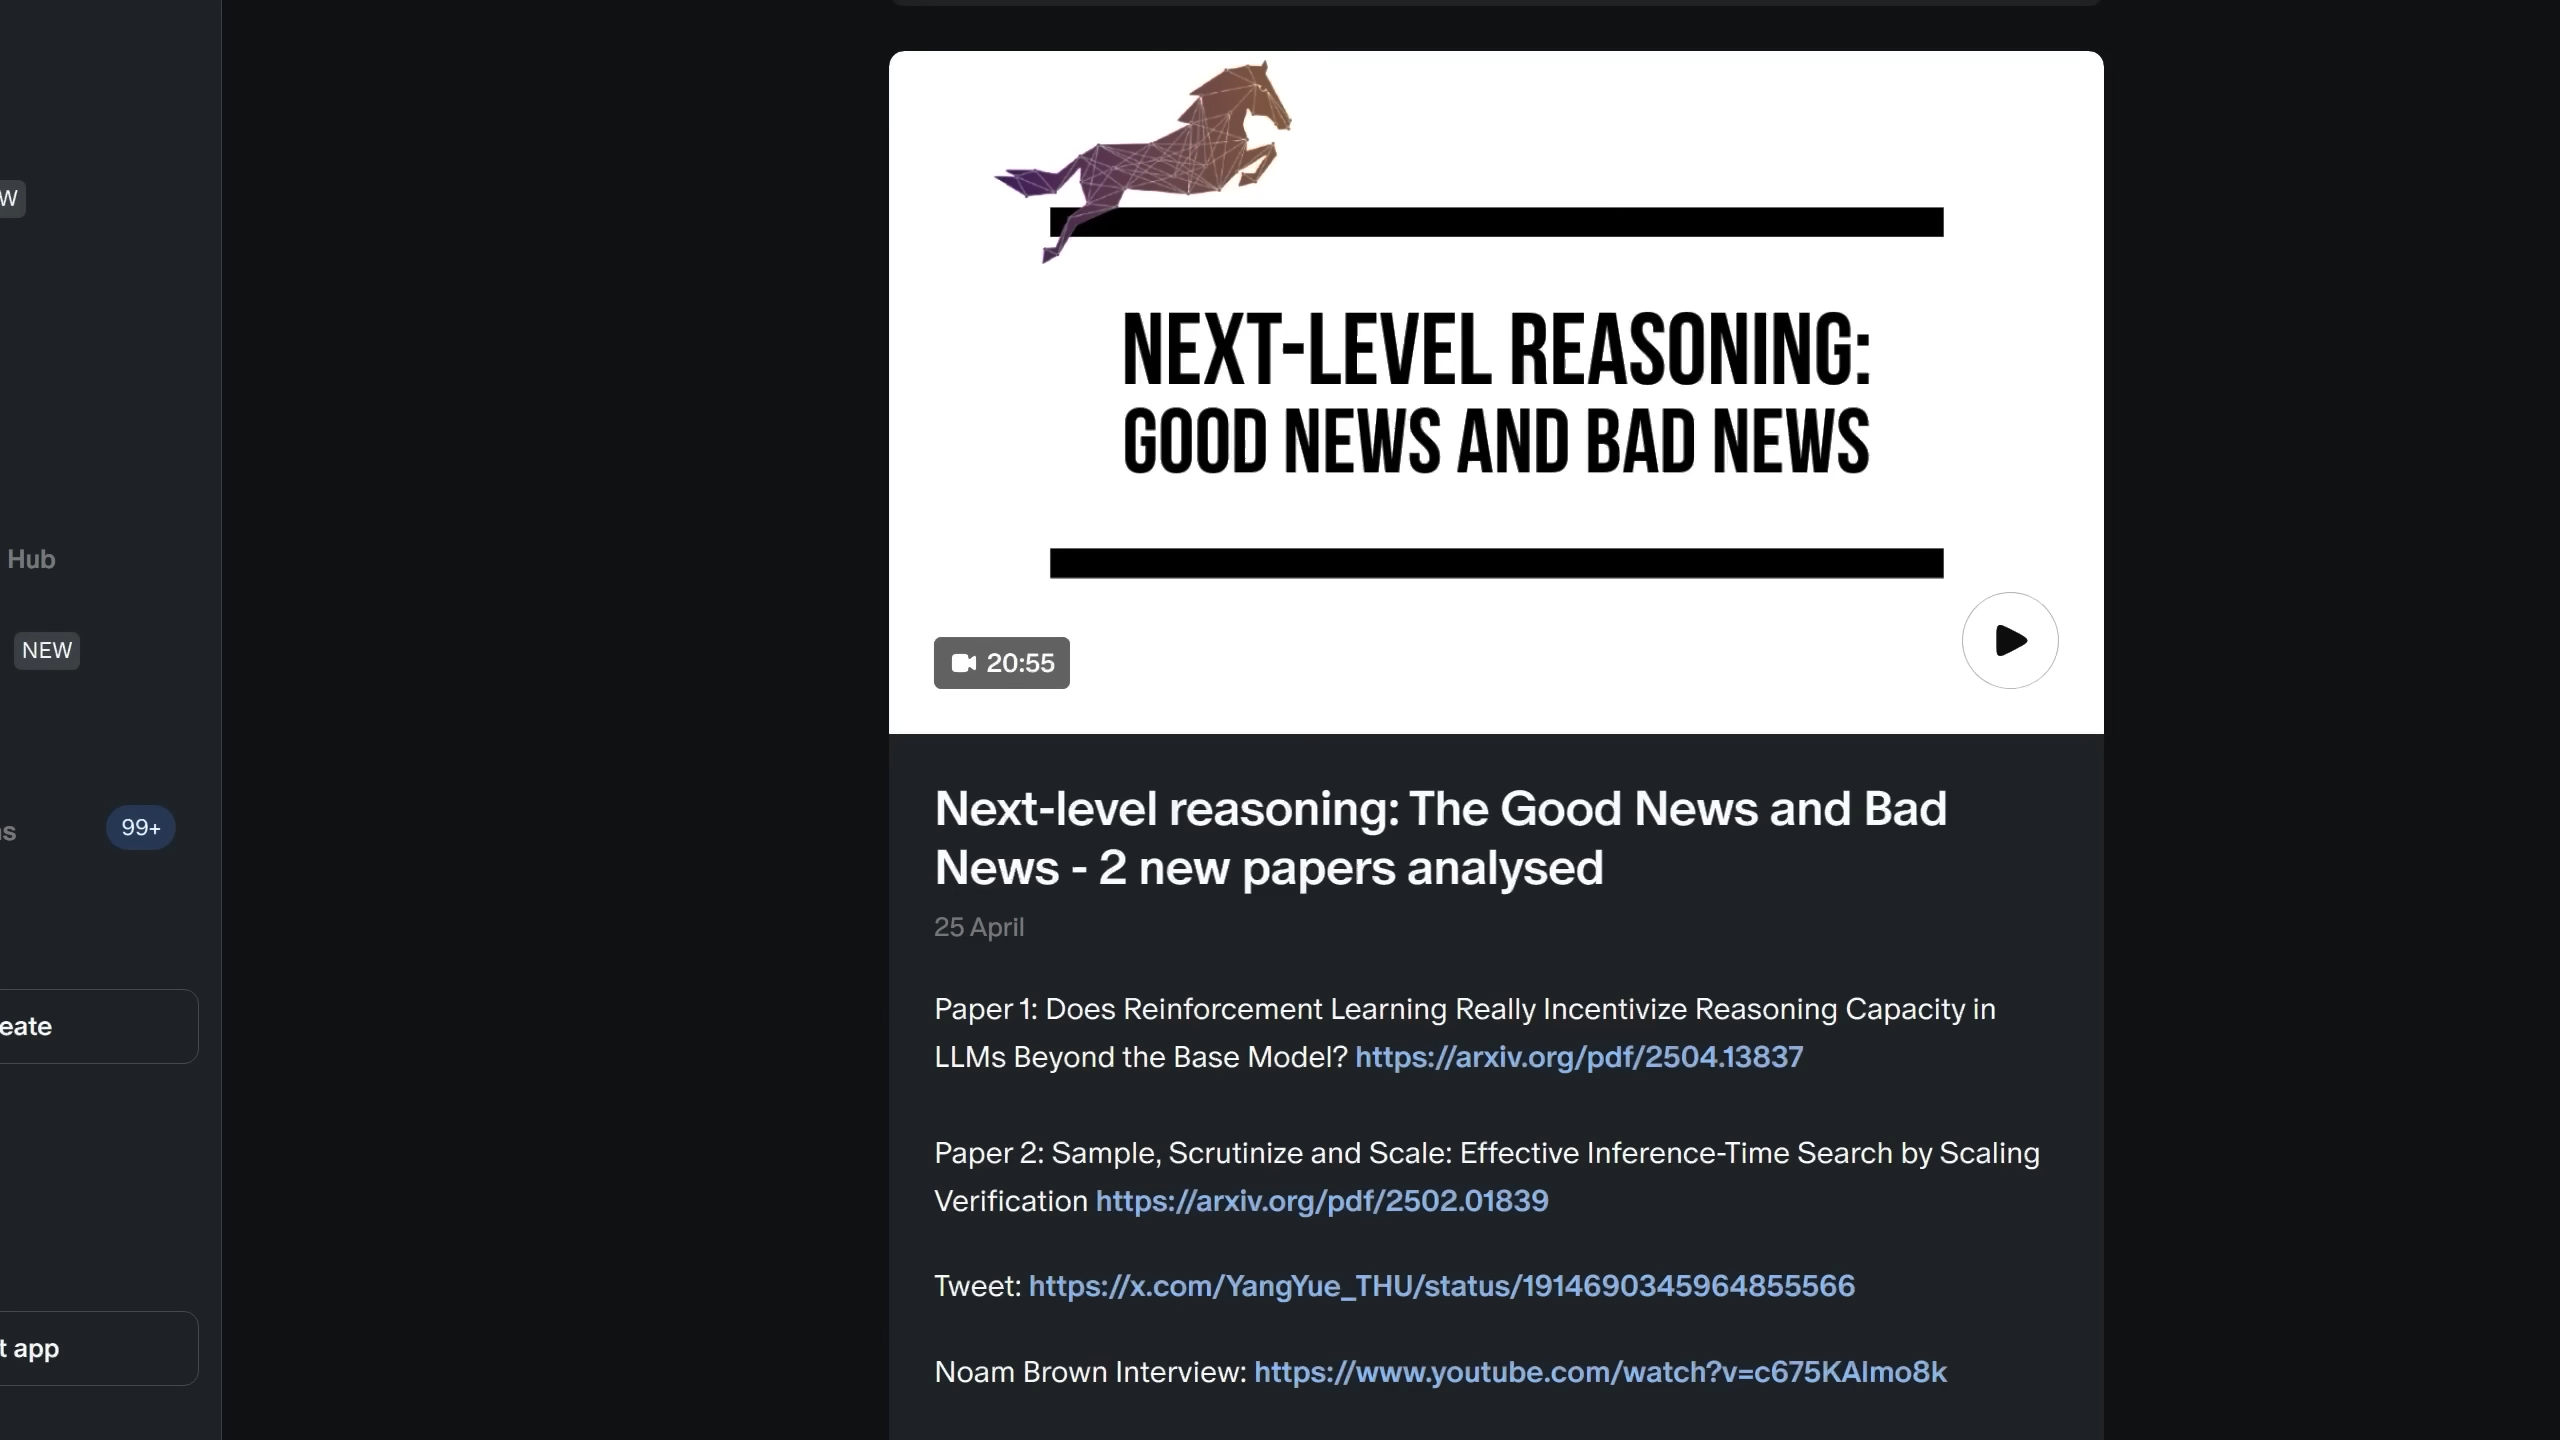 W
Hub
NEW
99+
eate
t app
NEXT-LEVEL REASONING:
GOOD NEWS AND BAD NEWS
20:55
Next-level reasoning: The Good News and Bad
News - 2 new papers analysed
25 April
Paper 1: Does Reinforcement Learning Really Incentivize Reasoning Capacity in
LLMs Beyond the Base Model? https://arxiv.org/pdf/2504.13837
Paper 2: Sample, Scrutinize and Scale: Effective Inference-Time Search by Scaling
Verification https://arxiv.org/pdf/2502.01839
Tweet: https://x.com/YangYue_THU/status/1914690345964855566
Noam Brown Interview: https://www.youtube.com/watch?v=c675KAlmo8k